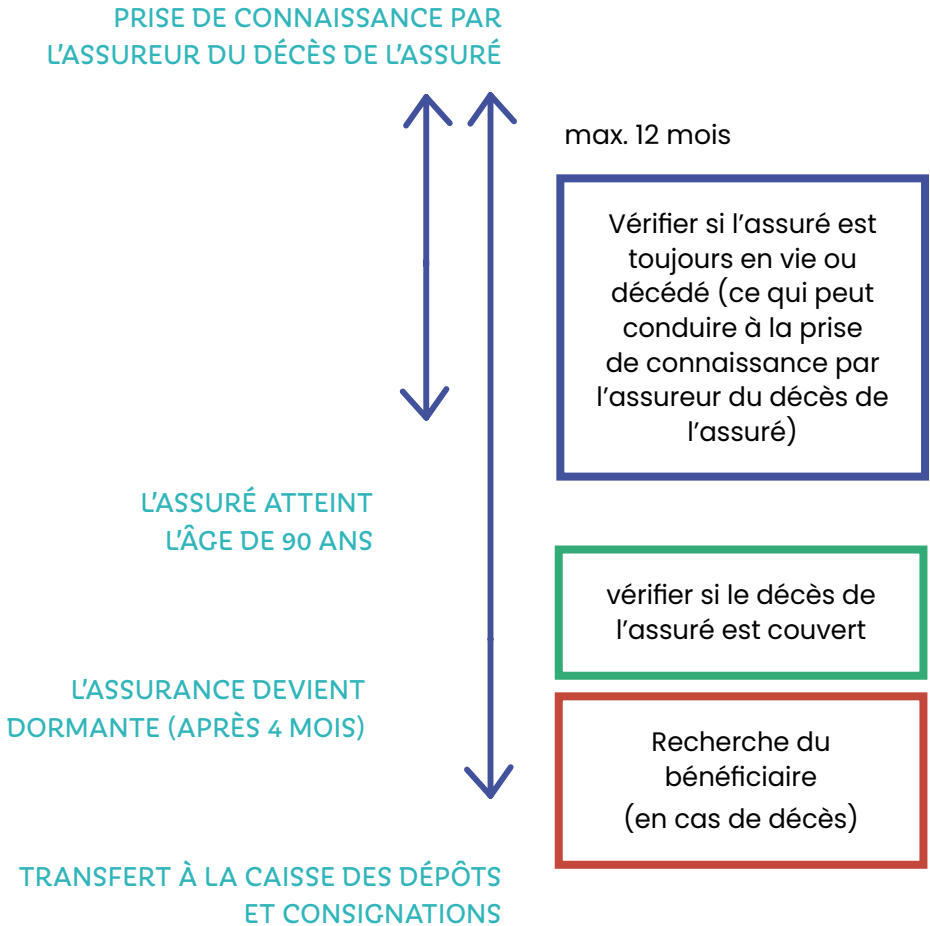 PRISE DE CONNAISSANCE PAR
L'ASSUREUR DU DÉCÈS DE L'ASSURÉ
max. 12 mois
Vérifier si l'assuré est
toujours en vie ou
décédé (ce qui peut
conduire à la prise
de connaissance par
l'assureur du décès de
l'assuré)
L'ASSURÉ ATTEINT
L'ÂGE DE 90 ANS
vérifier si le décès de
l'assuré est couvert
L'ASSURANCE DEVIENT
DORMANTE (APRÈS 4 MOIS)
Recherche du
bénéficiaire
(en cas de décès)
TRANSFERT À LA CAISSE DES DÉPÔTS
ET CONSIGNATIONS